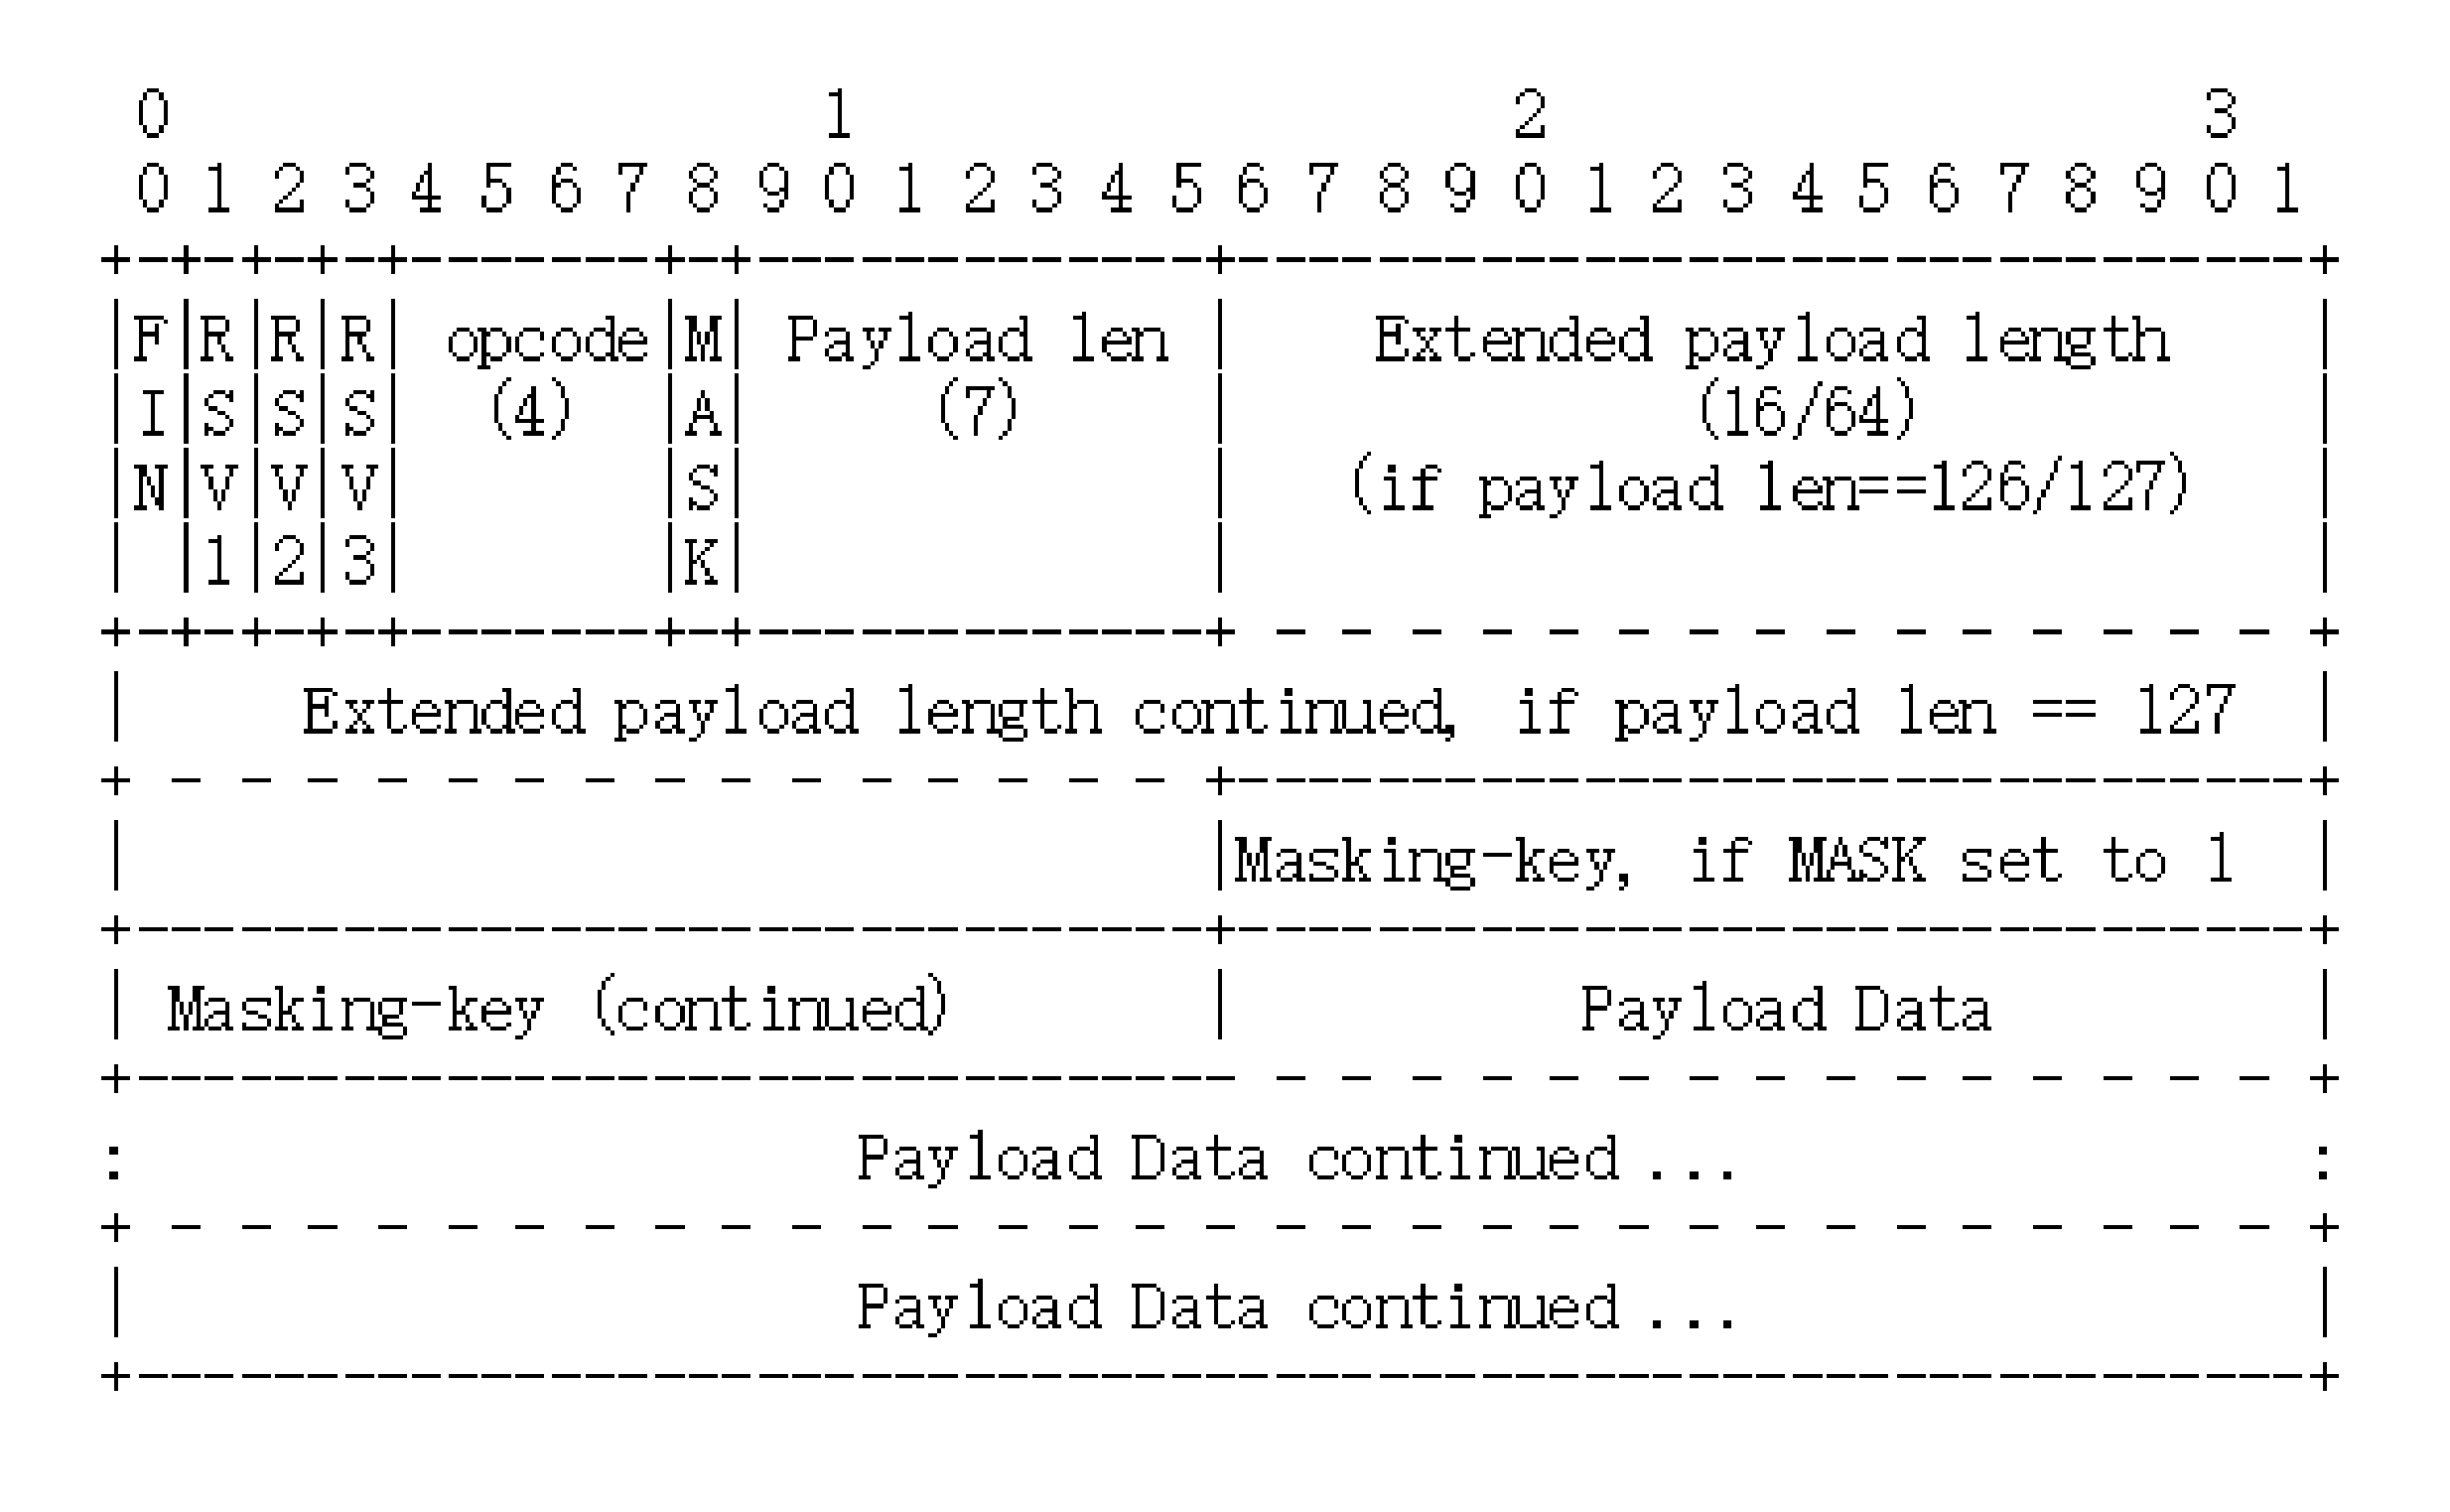 0                   1                   2                   3
0 1 2 3 4 5 6 7 8 9 0 1 2 3 4 5 6 7 8 9 0 1 2 3 4 5 6 7 8 9 0 1
+-+-+-+-+-------+-+-------------+-------------------------------+
|F|R|R|R| opcode|M| Payload len |    Extended payload length    |
|I|S|S|S|  (4)  |A|     (7)     |             (16/64)           |
|N|V|V|V|       |S|             |   (if payload len==126/127)   |
| |1|2|3|       |K|             |                               |
+-+-+-+-+-------+-+-------------+ - - - - - - - - - - - - - - - +
|     Extended payload length continued, if payload len == 127  |
+ - - - - - - - - - - - - - - - +-------------------------------+
|                               |Masking-key, if MASK set to 1  |
+-------------------------------+-------------------------------+
| Masking-key (continued)       |          Payload Data         |
+-------------------------------- - - - - - - - - - - - - - - - +
:                     Payload Data continued ...                :
+ - - - - - - - - - - - - - - - - - - - - - - - - - - - - - - - +
|                     Payload Data continued ...                |
+---------------------------------------------------------------+